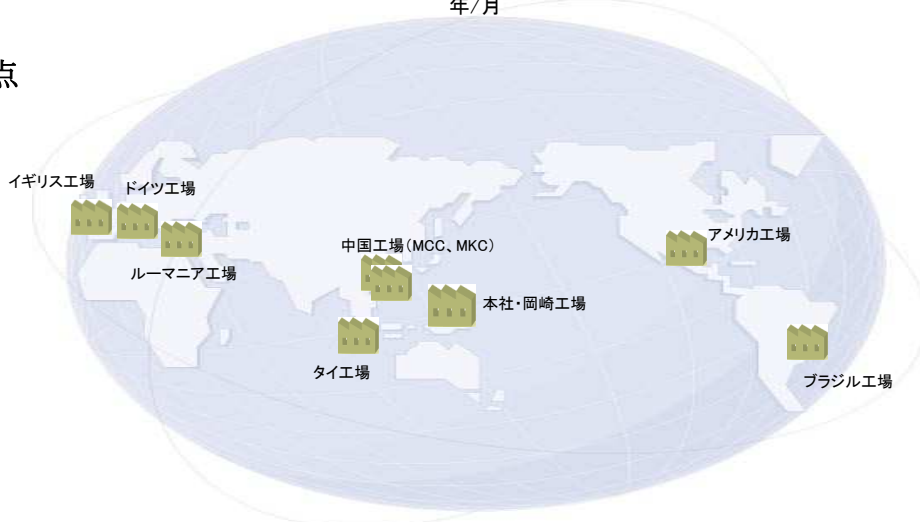 年/月
点
イギリス工場
ドイツ工場
ルーマニア工場
中国工場(MCC、MKC)
アメリカ工場
本社・岡崎工場
タイ工場
ブラジル工場